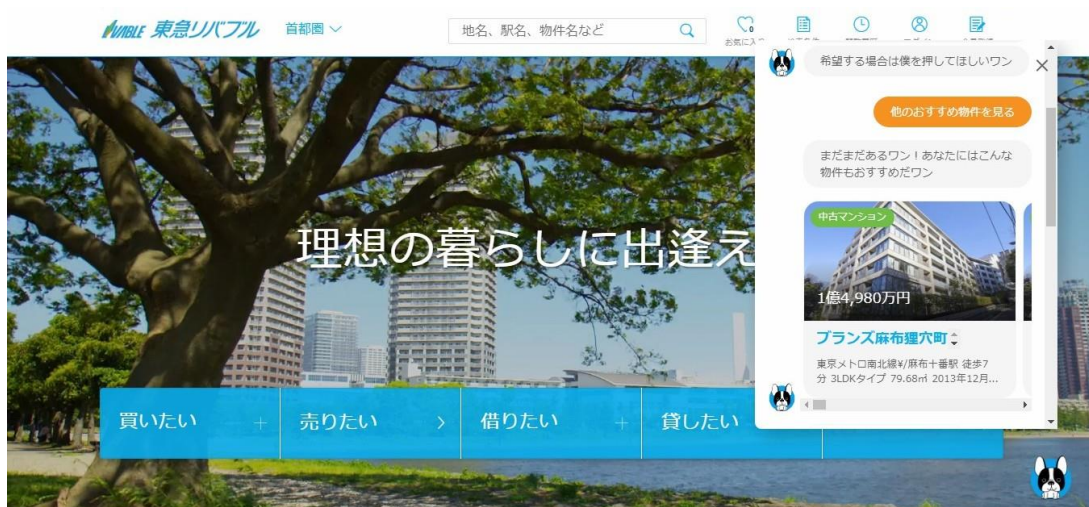 LIVABLE 東急リバブル
首都圏
地名、駅名、物件名など
0
お気に入
理想の暮らしに出逢え
買いたい
売りたい
借りたい
貸したい
希望する場合は僕を押してほしいワン
他のおすすめ物件を見る
まだまだあるワン！あなたにはこんな
物件もおすすめだワン
中古マンション
1億4,980万円
ブランズ麻布狸穴町
東京メトロ南北線¥/麻布十番駅 徒歩7
分 3LDKタイプ 79.68㎡ 2013年12月...